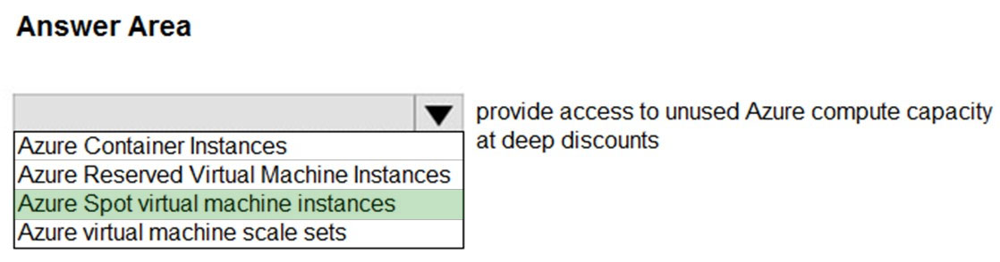 Answer Area
provide access to unused Azure compute capacity
at deep discounts
Azure Container Instances
Azure Reserved Virtual Machine Instances
Azure Spot virtual machine instances
Azure virtual machine scale sets